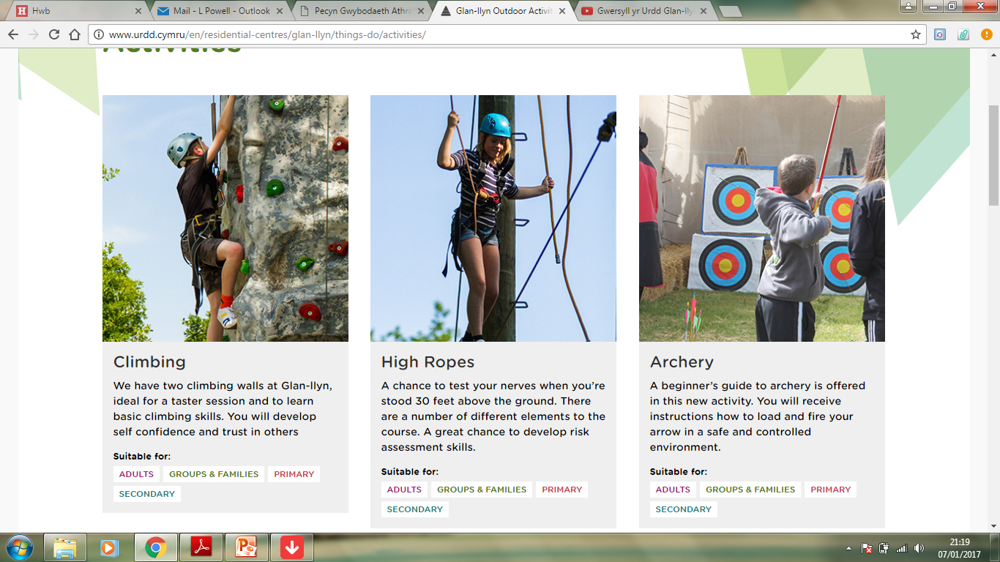 Hwb
Mail - L Powell - Outlook
Pecyn Gwybodaeth Athra
Glan-llyn Outdoor Activit
Gwersyll yr Urdd Glan-lly
www.urdd.cymru/en/residential-centres/glan-llyn/things-do/activities/
Activities
Climbing
We have two climbing walls at Glan-llyn,
ideal for a taster session and to learn
basic climbing skills. You will develop
self confidence and trust in others
Suitable for:
ADULTS GROUPS & FAMILIES PRIMARY
SECONDARY
High Ropes
A chance to test your nerves when you're
stood 30 feet above the ground. There
are a number of different elements to the
course. A great chance to develop risk
assessment skills.
Suitable for:
ADULTS GROUPS & FAMILIES PRIMARY
SECONDARY
Archery
A beginner's guide to archery is offered
in this new activity. You will receive
instructions how to load and fire your
arrow in a safe and controlled
environment.
Suitable for:
ADULTS GROUPS & FAMILIES PRIMARY
SECONDARY
21:19
07/01/2017